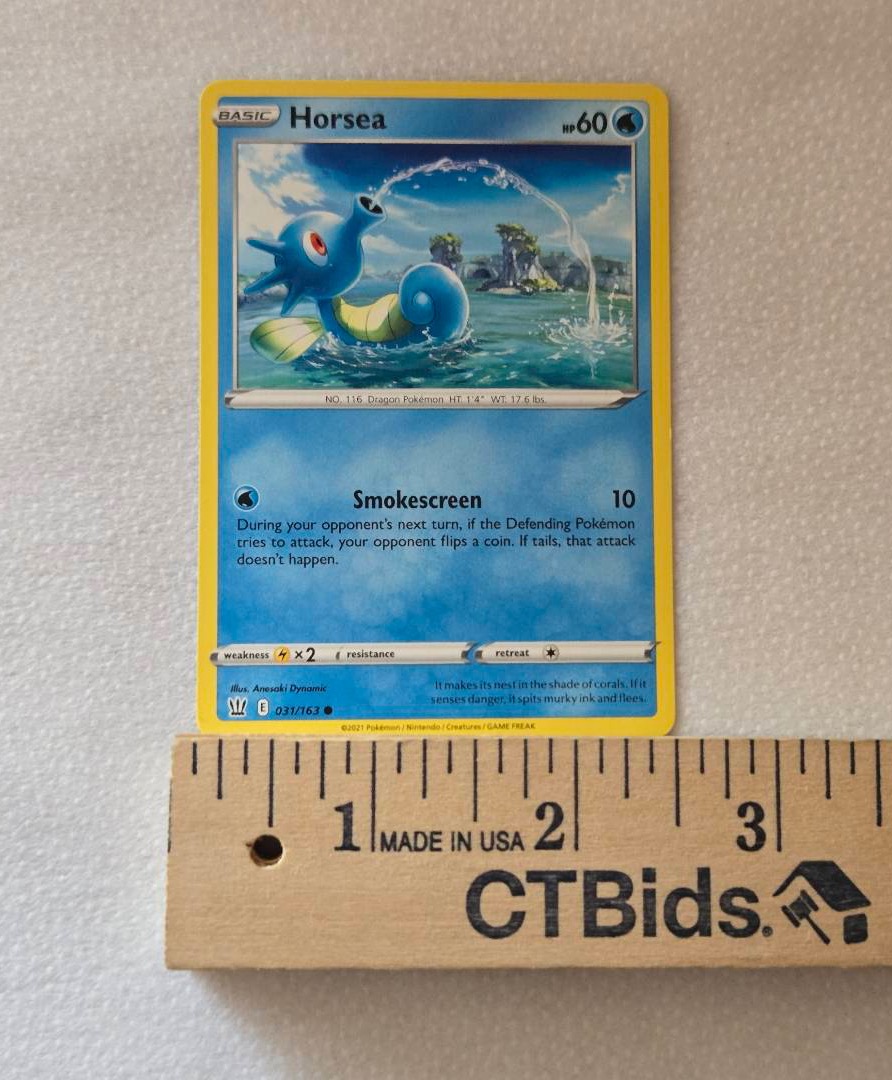 BASIC Horsea HP60
NO. 116 Dragon Pokémon HT: 1'4" WT: 17.6 lbs.
Smokescreen 10
During your opponent's next turn, if the Defending Pokémon
tries to attack, your opponent flips a coin. If tails, that attack
doesn't happen.
weakness ×2 resistance retreat
Illus. Anesaki Dynamic
It makes its nest in the shade of corals. If it
senses danger, it spits murky ink and flees.
E 031/163
©2021 Pokémon / Nintendo / Creatures / GAME FREAK
1 MADE IN USA 2 3
CTBids.®